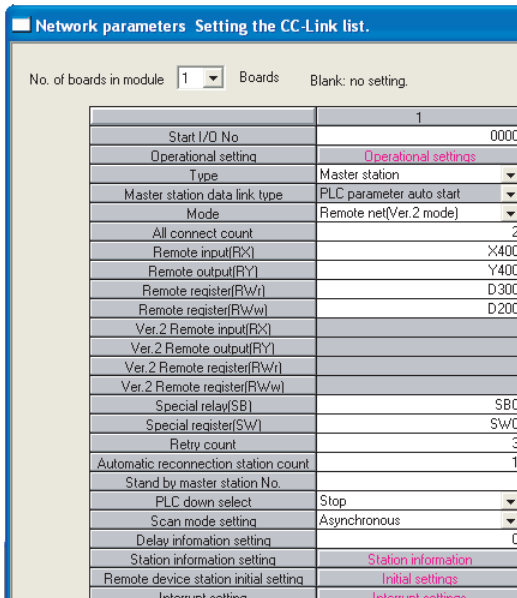 Network parameters Setting the CC-Link list.
No. of boards in module 1 Boards Blank: no setting.
1
Start I/O No 0000
Operational setting Operational settings
Type Master station
Master station data link type PLC parameter auto start
Mode Remote net(Ver.2 mode)
All connect count 2
Remote input(RX) X400
Remote output(RY) Y400
Remote register(RWr) D300
Remote register(RWw) D200
Ver.2 Remote input(RX)
Ver.2 Remote output(RY)
Ver.2 Remote register(RWr)
Ver.2 Remote register(RWw)
Special relay(SB) SB0
Special register(SW) SW0
Retry count 3
Automatic reconnection station count 1
Stand by master station No.
PLC down select Stop
Scan mode setting Asynchronous
Delay infomation setting 0
Station information setting Station information
Remote device station initial setting Initial settings
Interrupt setting Interrupt settings